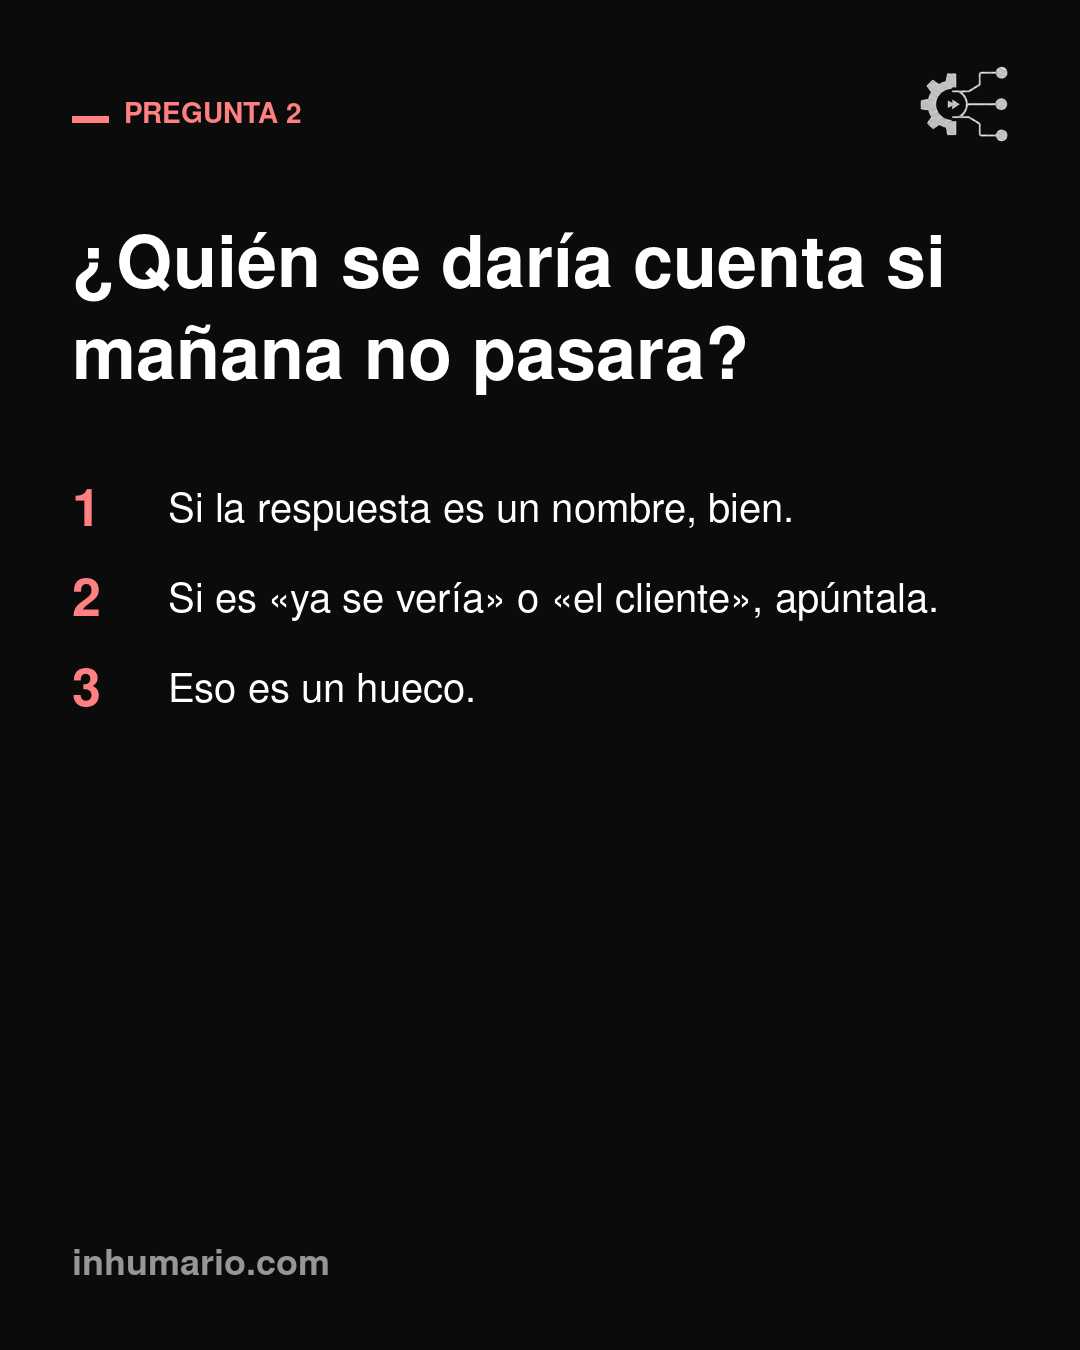 PREGUNTA 2
¿Quién se daría cuenta si
mañana no pasara?
1 Si la respuesta es un nombre, bien.
2 Si es «ya se vería» o «el cliente», apúntala.
3 Eso es un hueco.
inhumario.com